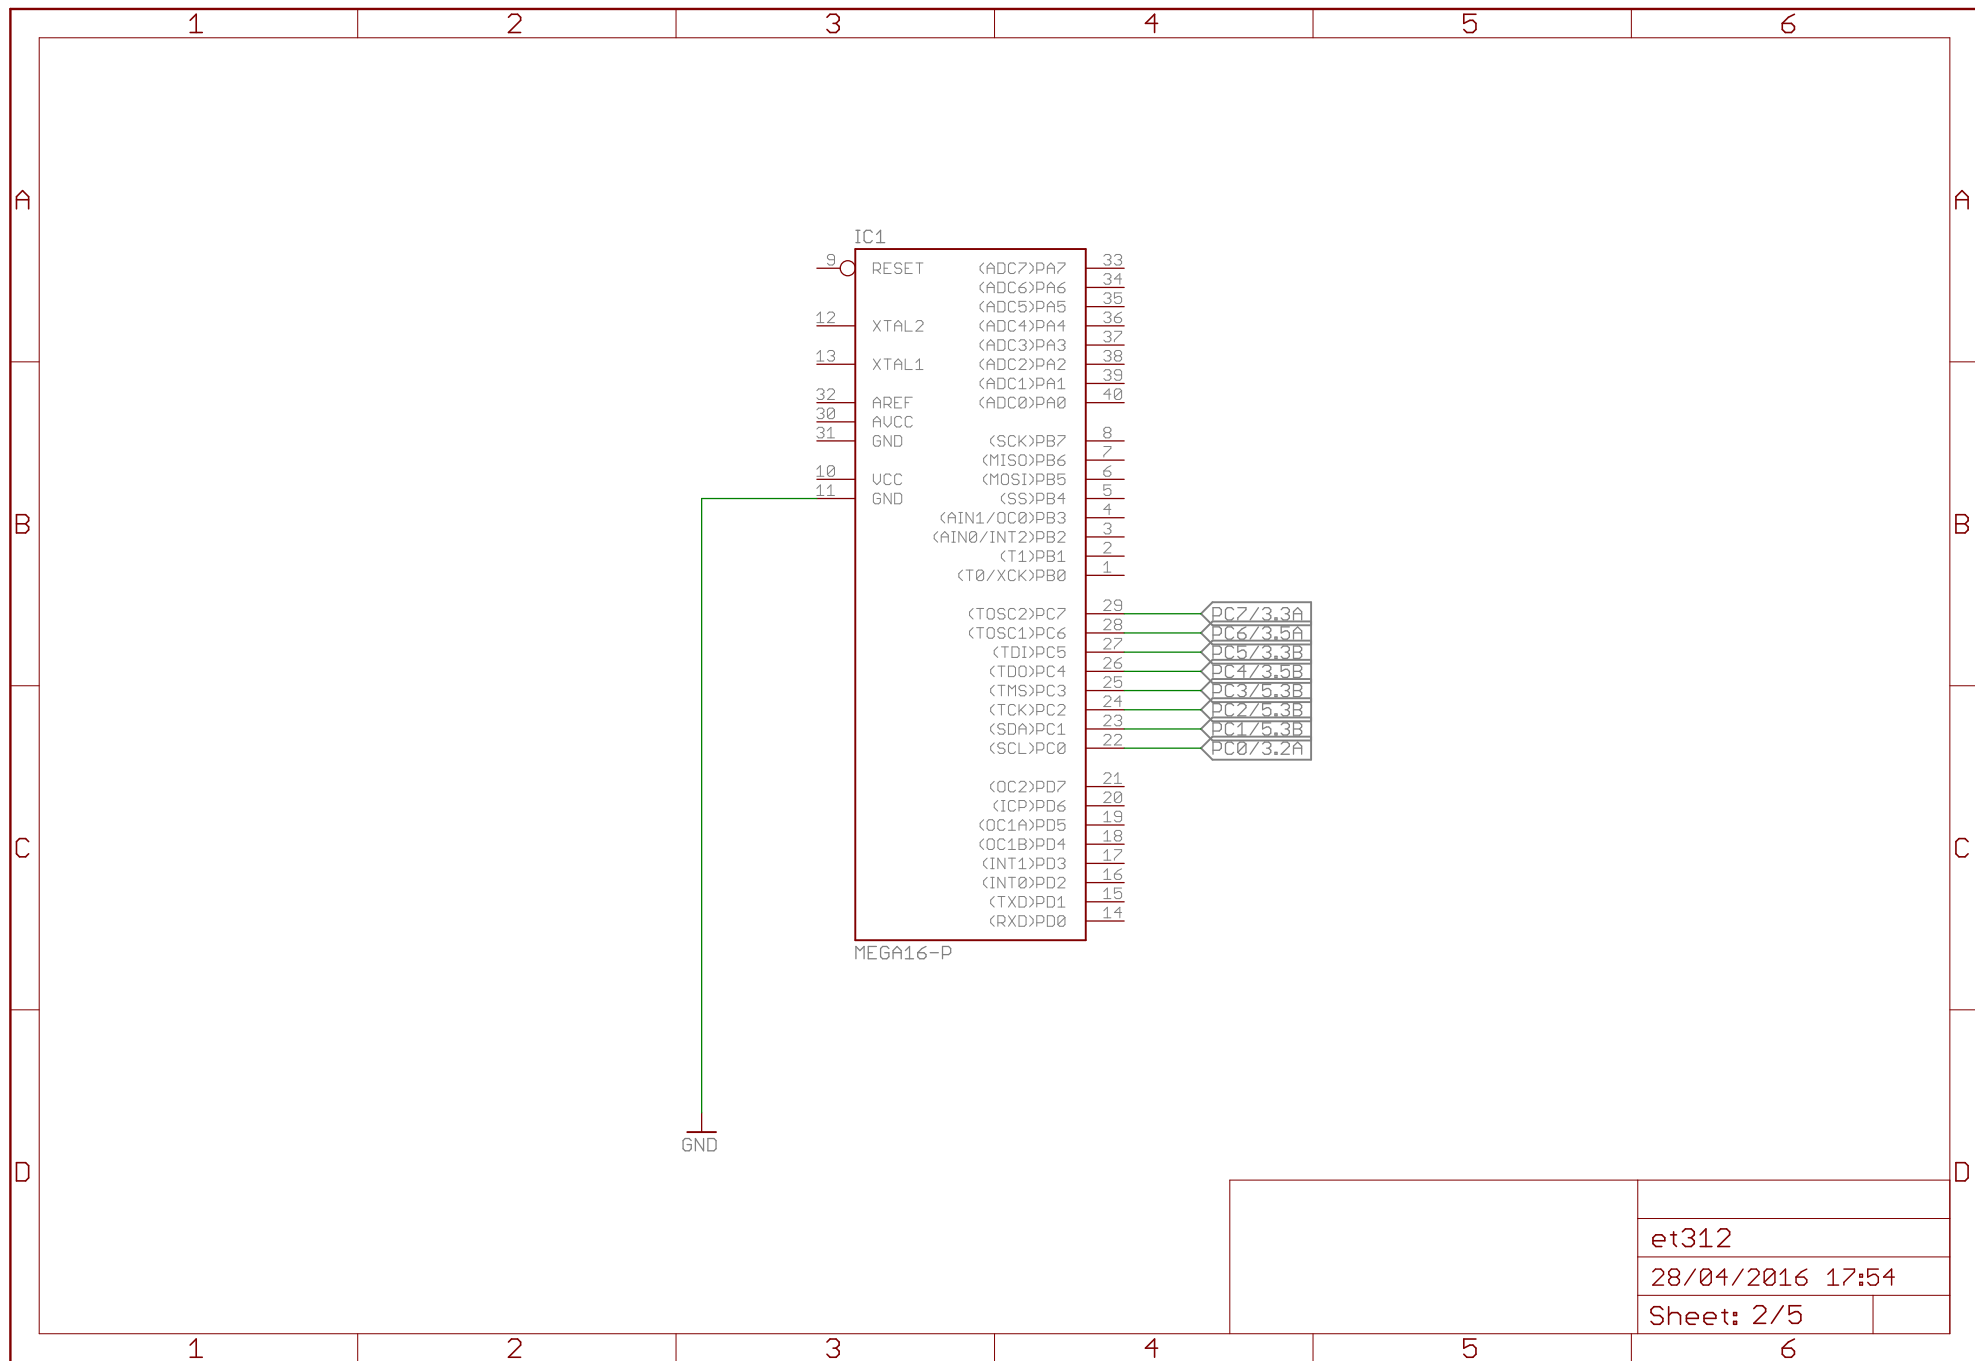 1 2 3 4 5 6
A A
IC1
9 RESET (ADC7)PA7 33
(ADC6)PA6 34
(ADC5)PA5 35
12 XTAL2 (ADC4)PA4 36
(ADC3)PA3 37
13 XTAL1 (ADC2)PA2 38
(ADC1)PA1 39
32 AREF (ADC0)PA0 40
30 AVCC
31 GND (SCK)PB7 8
(MISO)PB6 7
10 VCC (MOSI)PB5 6
11 GND (SS)PB4 5
(AIN1/OC0)PB3 4
B B
(AIN0/INT2)PB2 3
(T1)PB1 2
(T0/XCK)PB0 1
(TOSC2)PC7 29 PC7/3.3A
(TOSC1)PC6 28 PC6/3.5A
(TDI)PC5 27 PC5/3.3B
(TDO)PC4 26 PC4/3.5B
(TMS)PC3 25 PC3/5.3B
(TCK)PC2 24 PC2/5.3B
(SDA)PC1 23 PC1/5.3B
(SCL)PC0 22 PC0/3.2A
(OC2)PD7 21
(ICP)PD6 20
(OC1A)PD5 19
(OC1B)PD4 18
C C
(INT1)PD3 17
(INT0)PD2 16
(TXD)PD1 15
(RXD)PD0 14
MEGA16-P
GND
D D
et312
28/04/2016 17:54
Sheet: 2/5
1 2 3 4 5 6